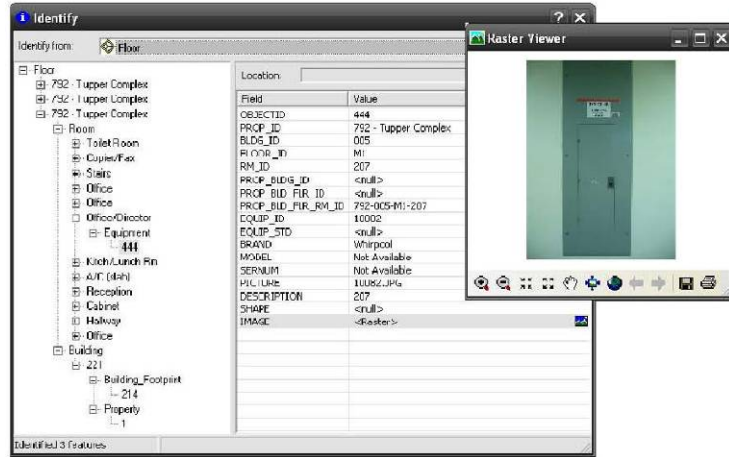 Identify
Identify from: Floor
Floor
792 - Tupper Complex
792 - Tupper Complex
792 - Tupper Complex
Room
Toilet Room
Copier/Fax
Stairs
Office
Office
Office/Director
Equipment
444
Kitch/Lunch Rm
A/C (slab)
Reception
Cabinet
Hallway
Office
Building
221
Building_Footprint
214
Property
1
Identified 3 features
Location:
Field Value
OBJECTID 444
PROP_ID 792 - Tupper Complex
BLDG_ID 005
FLOOR_ID M1
RM_ID 207
PROP_BLDG_ID <null>
PROP_BLD_FLR_ID <null>
PROP_BLD_FLR_RM_ID 792-005-M1-207
EQUIP_ID 10002
EQUIP_STD <null>
BRAND Whirpool
MODEL Not Available
SERNUM Not Available
PICTURE 10082.JPG
DESCRIPTION 207
SHAPE <null>
IMAGE <Raster>
Raster Viewer